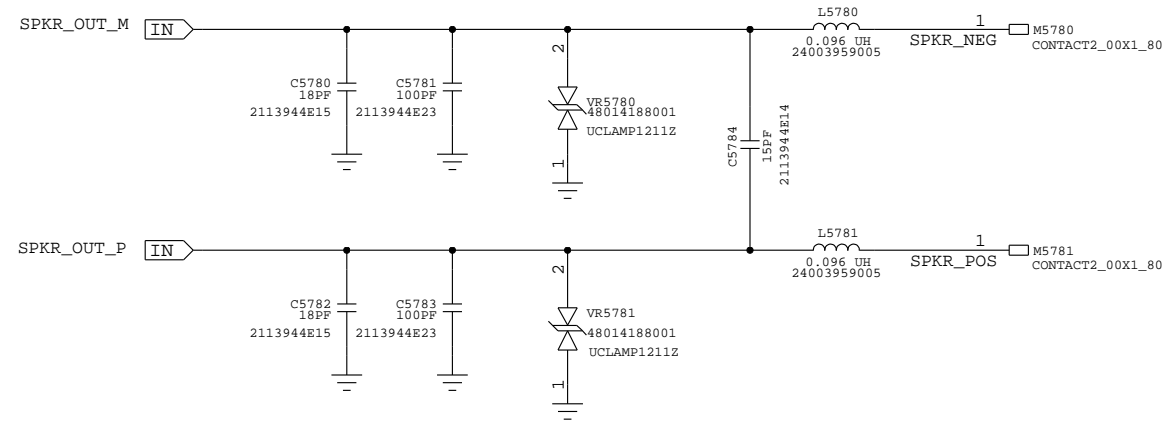 SPKR_OUT_M
IN
L5780
0.096 UH
24003959005
1
SPKR_NEG
M5780
CONTACT2_00X1_80
C5780
18PF
2113944E15
C5781
100PF
2113944E23
2
VR5780
48014188001
UCLAMP1211Z
1
C5784
15PF
2113944E14
SPKR_OUT_P
IN
L5781
0.096 UH
24003959005
1
SPKR_POS
M5781
CONTACT2_00X1_80
C5782
18PF
2113944E15
C5783
100PF
2113944E23
2
VR5781
48014188001
UCLAMP1211Z
1